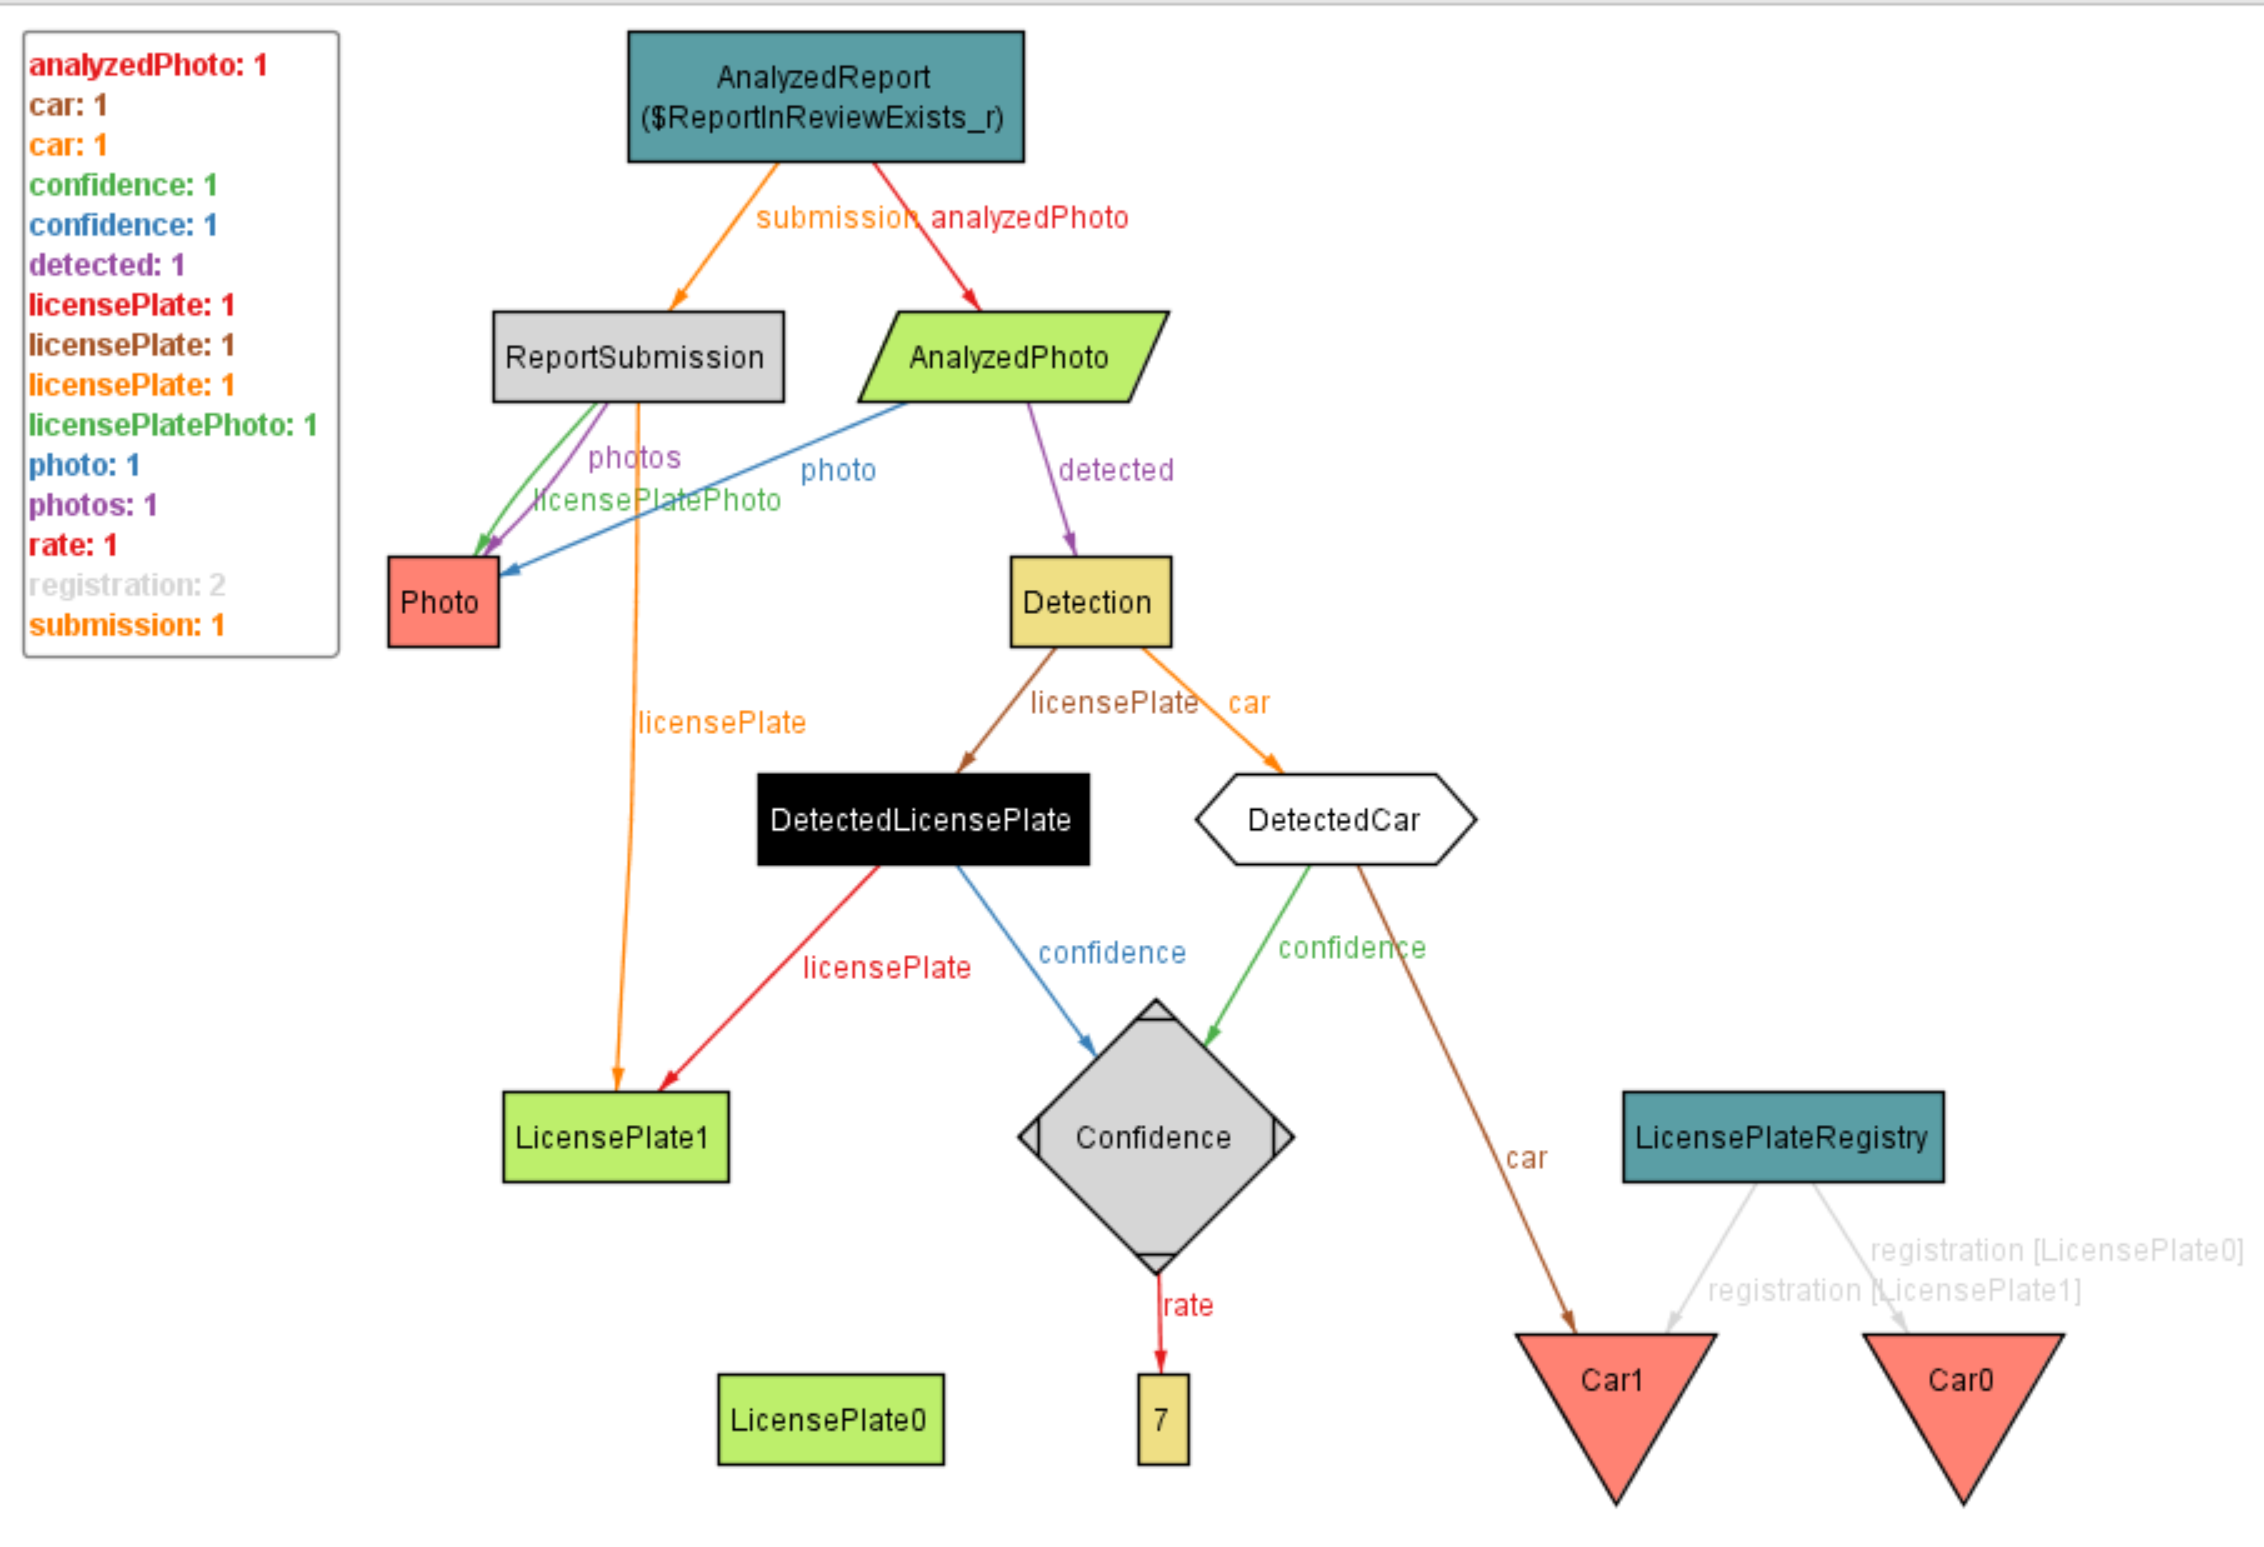 analyzedPhoto: 1
car: 1
car: 1
confidence: 1
confidence: 1
detected: 1
licensePlate: 1
licensePlate: 1
licensePlate: 1
licensePlatePhoto: 1
photo: 1
photos: 1
rate: 1
registration: 2
submission: 1
AnalyzedReport
($ReportInReviewExists_r)
submission
analyzedPhoto
ReportSubmission
AnalyzedPhoto
photos
photo
detected
licensePlatePhoto
Photo
Detection
licensePlate
car
licensePlate
DetectedLicensePlate
DetectedCar
licensePlate
confidence
confidence
LicensePlate1
Confidence
LicensePlateRegistry
car
registration [LicensePlate0]
registration [LicensePlate1]
rate
LicensePlate0
7
Car1
Car0